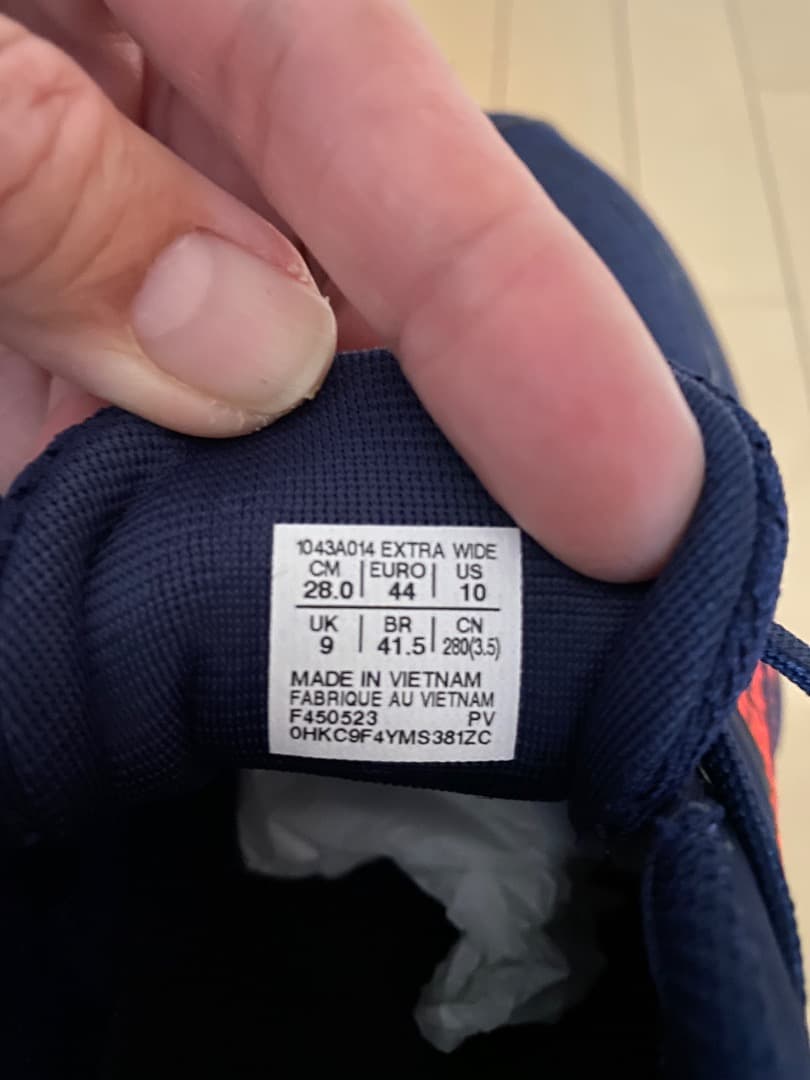 1043A014 EXTRA WIDE
CM | EURO | US
28.0 | 44 | 10
UK | BR | CN
9 | 41.5 | 280(3.5)
MADE IN VIETNAM
FABRIQUE AU VIETNAM
F450523 PV
0HKC9F4YMS381ZC